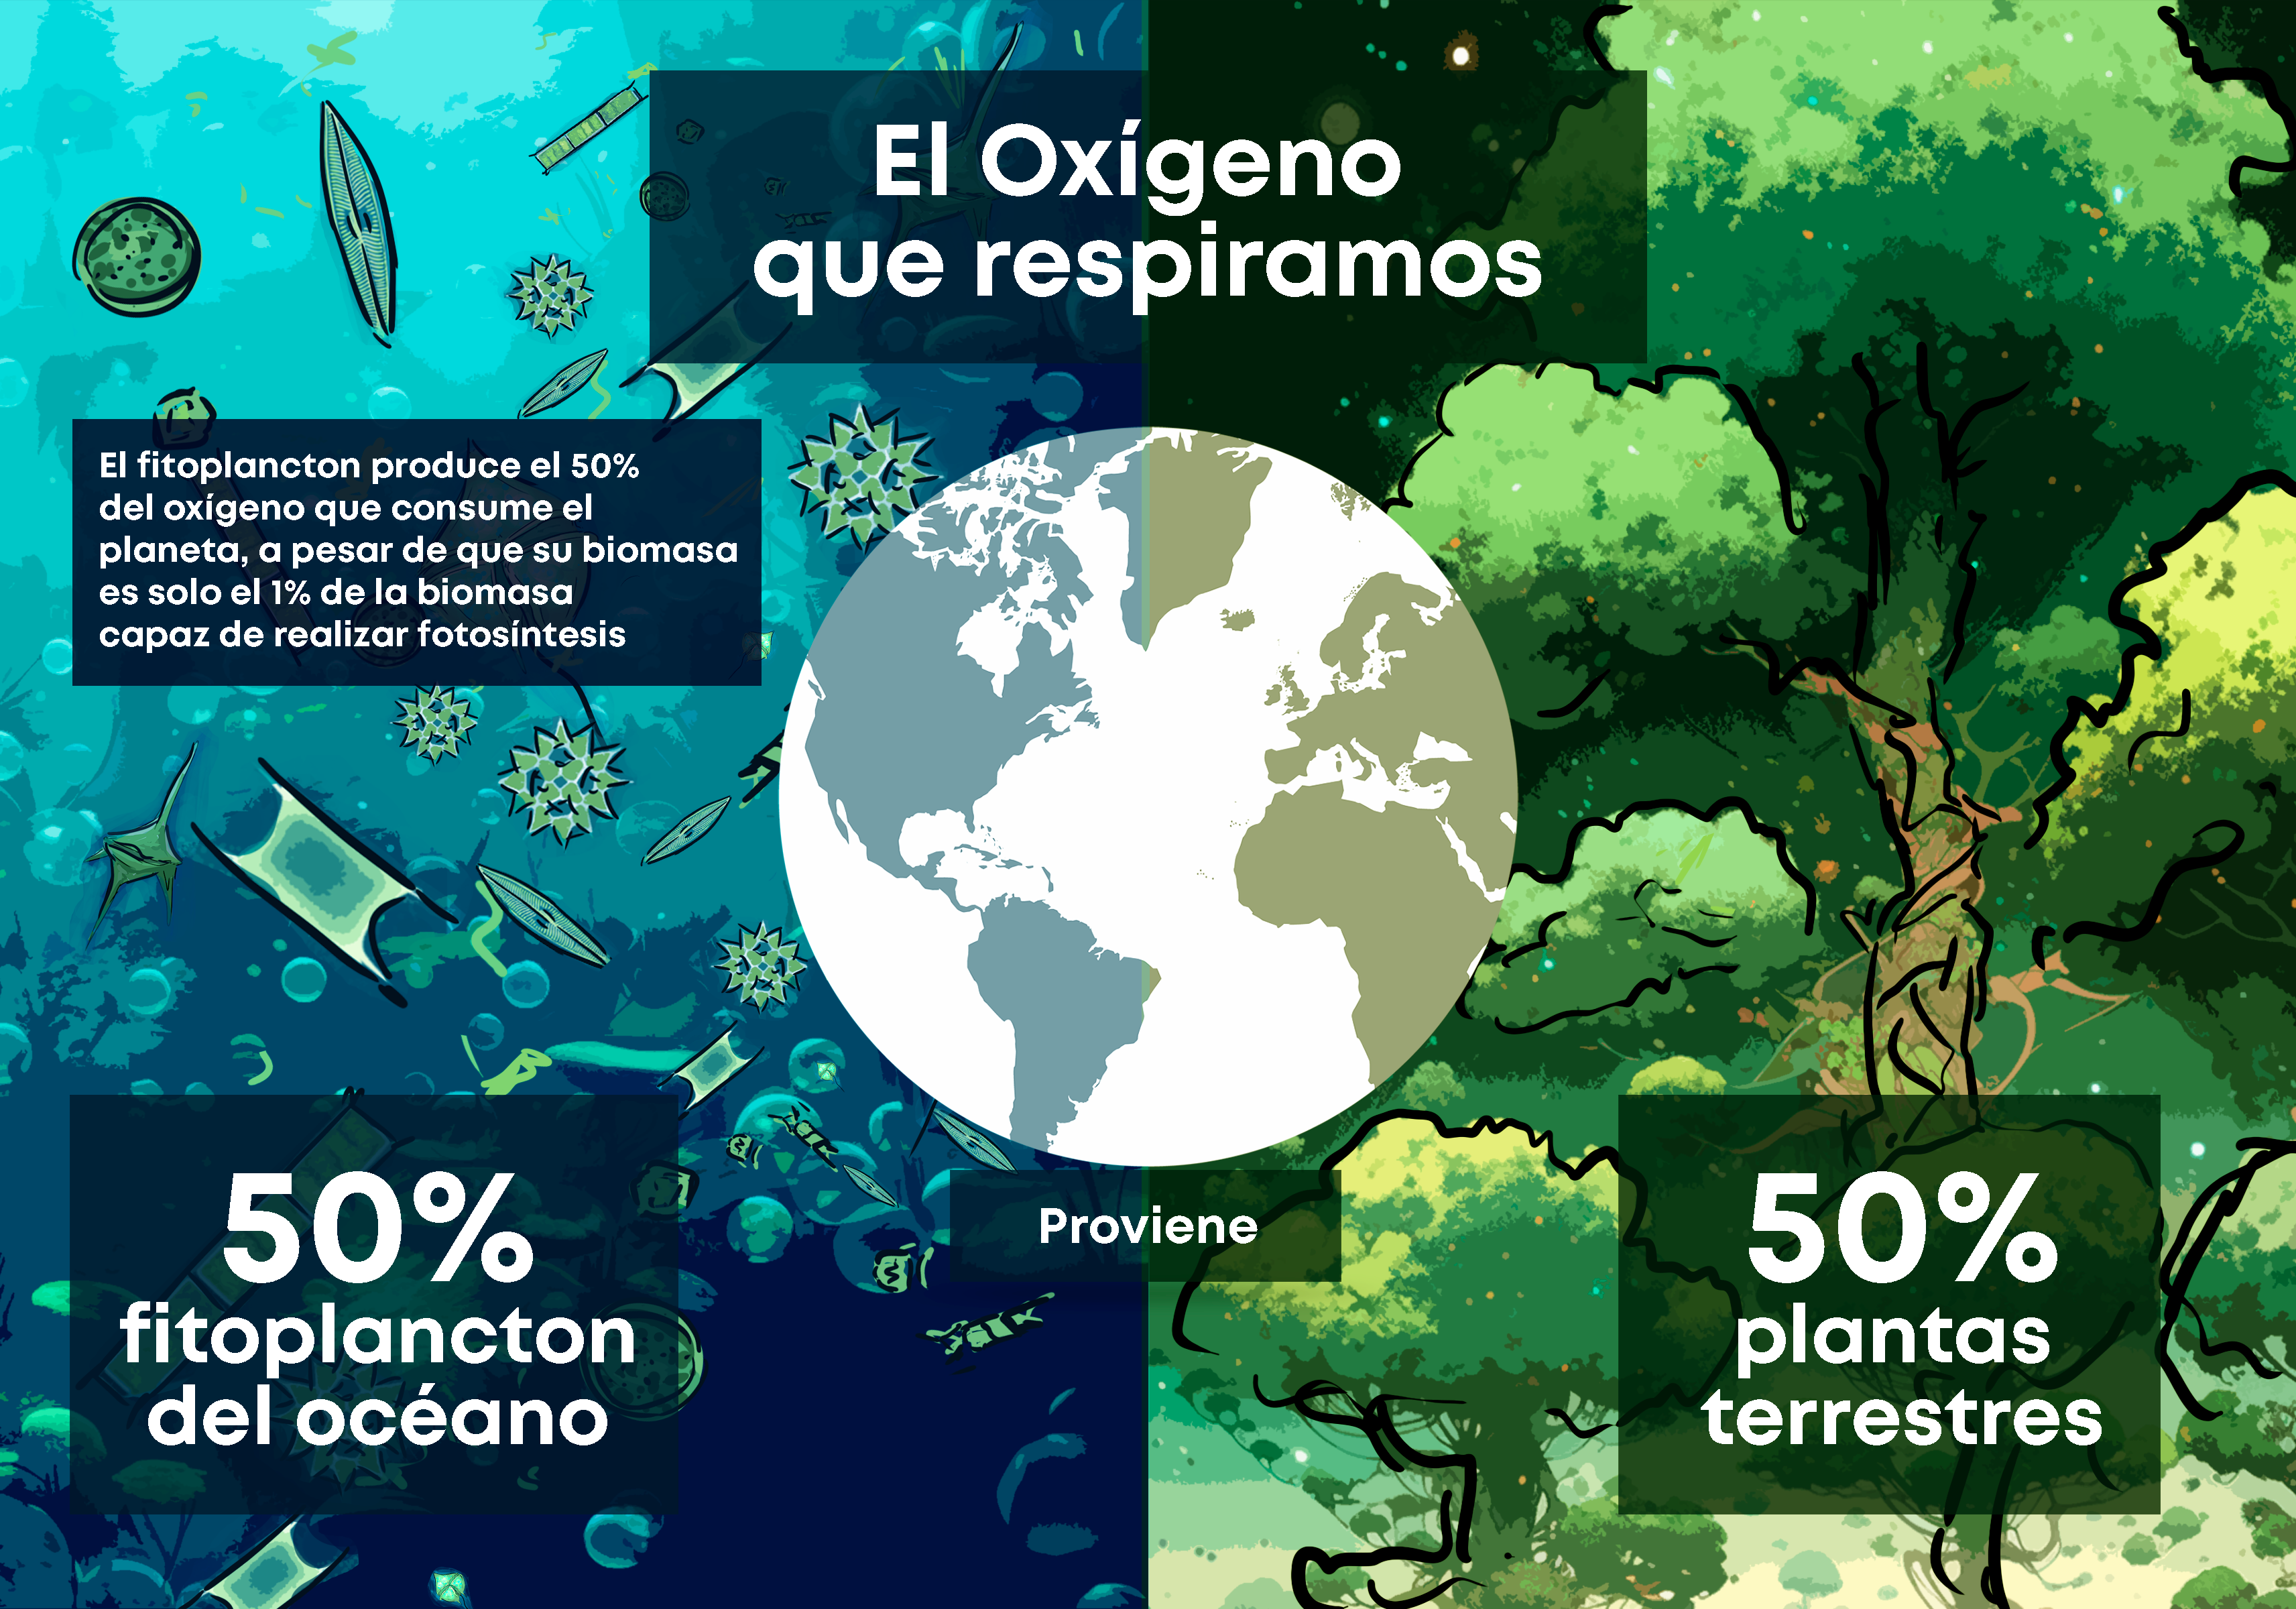 El Oxígeno
que respiramos
El fitoplancton produce el 50%
del oxígeno que consume el
planeta, a pesar de que su biomasa
es solo el 1% de la biomasa
capaz de realizar fotosíntesis
Proviene
50%
fitoplancton
del océano
50%
plantas
terrestres